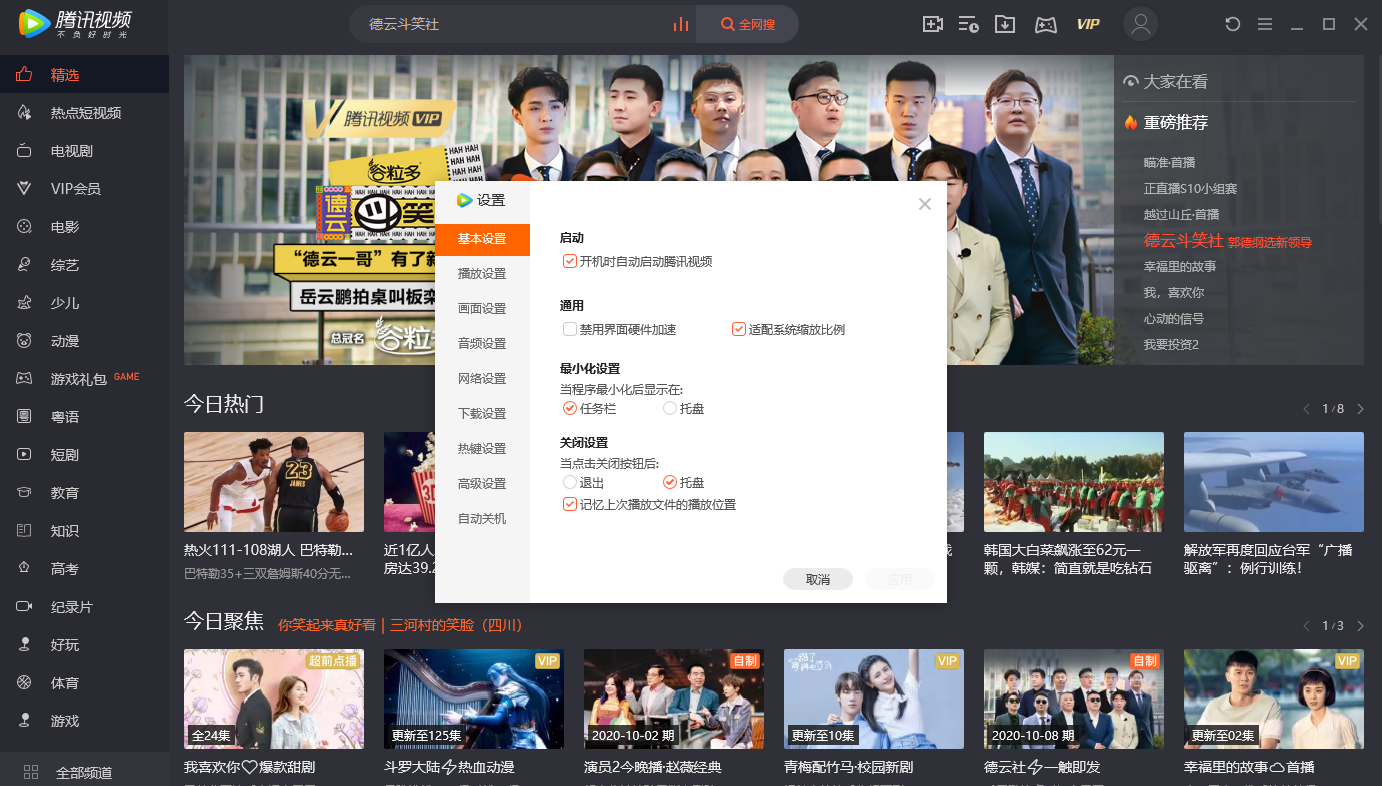 腾讯视频
不负好时光
德云斗笑社
全网搜
VIP
精选
热点短视频
电视剧
VIP会员
电影
综艺
少儿
动漫
游戏礼包 GAME
粤语
短剧
教育
知识
高考
纪录片
好玩
体育
游戏
全部频道
腾讯视频 VIP
HAH HAH HAH HAH
谷粒多
德云
笑
“德云一哥”有了新
岳云鹏拍桌叫板栾
总冠名
谷粒
大家在看
重磅推荐
瞄准·首播
正直播S10小组赛
越过山丘·首播
德云斗笑社 郭德纲选新领导
幸福里的故事
我，喜欢你
心动的信号
我要投资2
设置
基本设置
播放设置
画面设置
音频设置
网络设置
下载设置
热键设置
高级设置
自动关机
启动
开机时自动启动腾讯视频
通用
禁用界面硬件加速
适配系统缩放比例
最小化设置
当程序最小化后显示在:
任务栏
托盘
关闭设置
当点击关闭按钮后:
退出
托盘
记忆上次播放文件的播放位置
取消
应用
今日热门
1/8
23
JAMES
3D
热火111-108湖人 巴特勒...
巴特勒35+三双詹姆斯40分无...
近1亿人
房达39.2
韩国大白菜飙涨至62元一
颗，韩媒：简直就是吃钻石
解放军再度回应台军“广播
驱离”：例行训练！
今日聚焦
你笑起来真好看 | 三河村的笑脸（四川）
1/3
超前点播
全24集
VIP
更新至125集
自制
2020-10-02 期
VIP
更新至10集
自制
2020-10-08 期
VIP
更新至02集
我喜欢你♡爆款甜剧
斗罗大陆⚡热血动漫
演员2今晚播·赵薇经典
青梅配竹马·校园新剧
德云社⚡一触即发
幸福里的故事☁首播